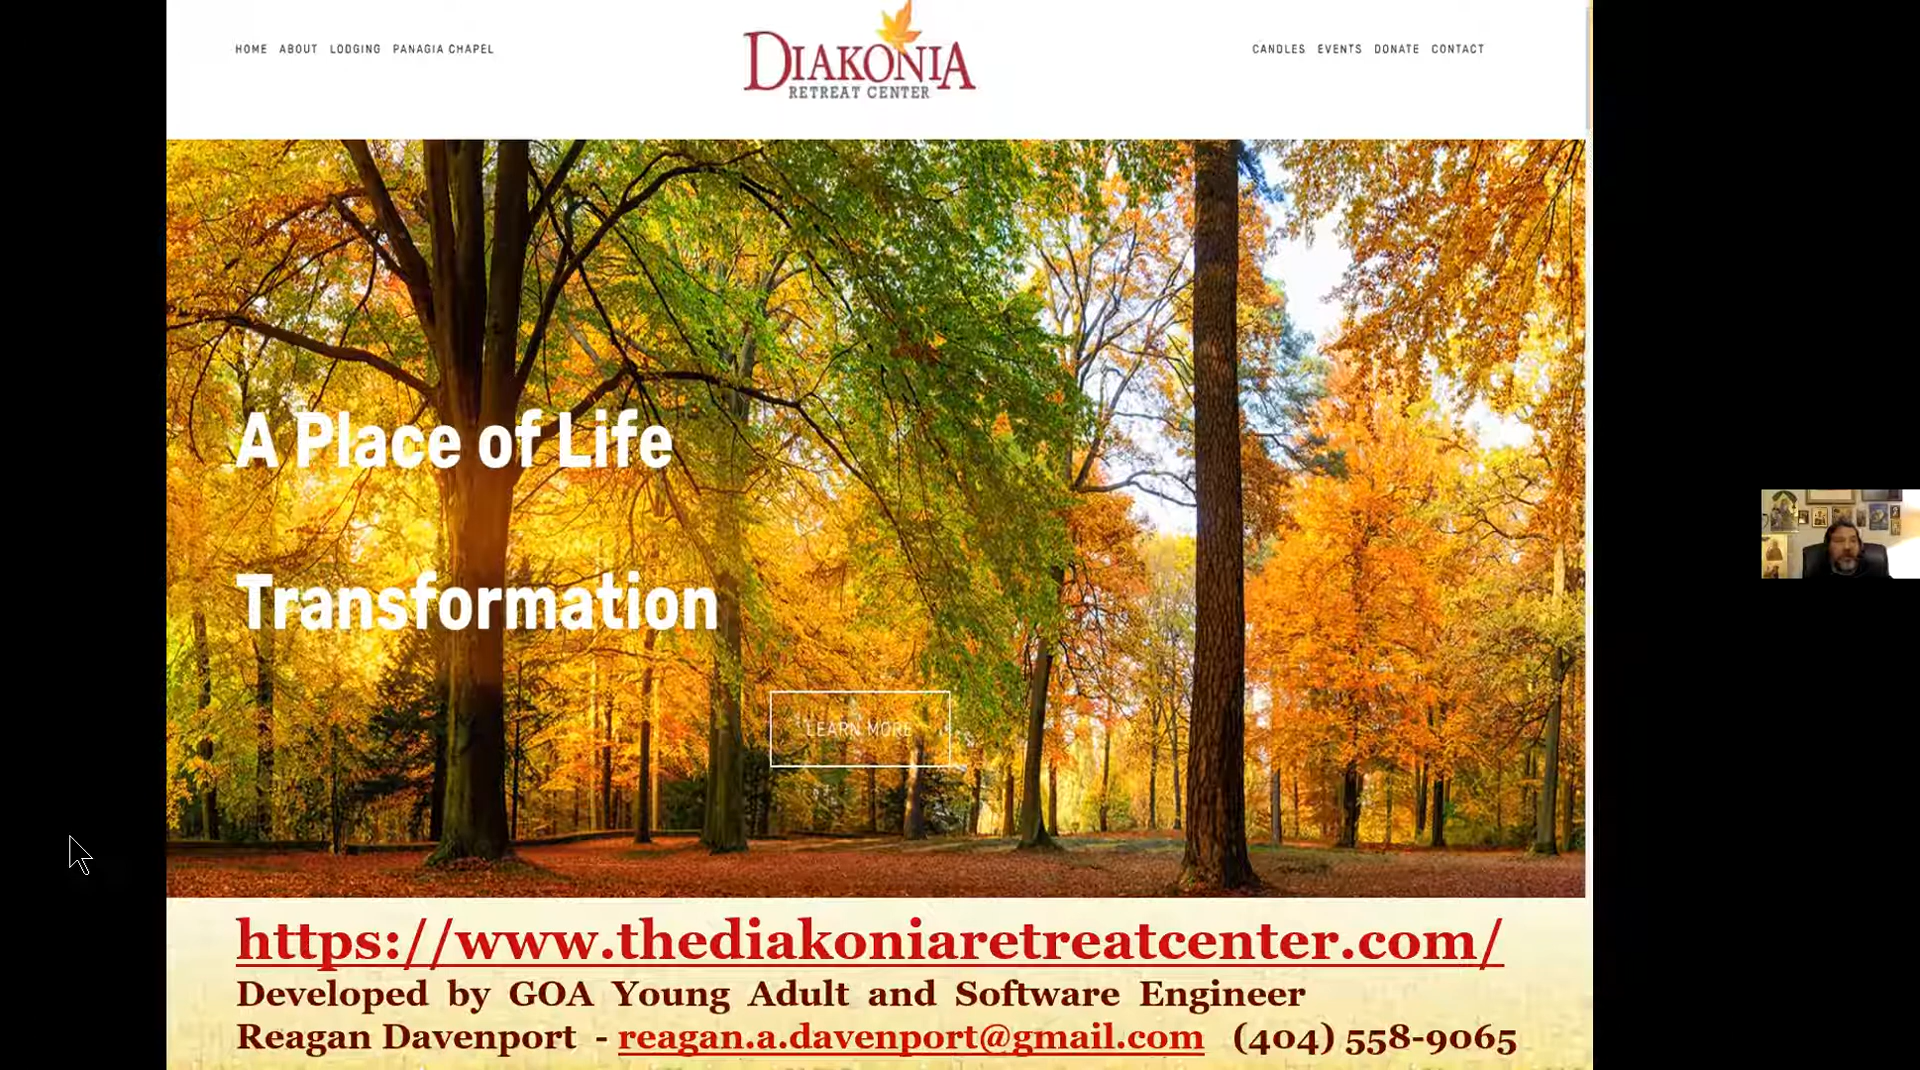 HOME ABOUT LODGING PANAGIA CHAPEL
DIAKONIA
RETREAT CENTER
CANDLES EVENTS DONATE CONTACT
A Place of Life
Transformation
LEARN MORE
https://www.thediakoniaretreatcenter.com/
Developed by GOA Young Adult and Software Engineer
Reagan Davenport - reagan.a.davenport@gmail.com (404) 558-9065